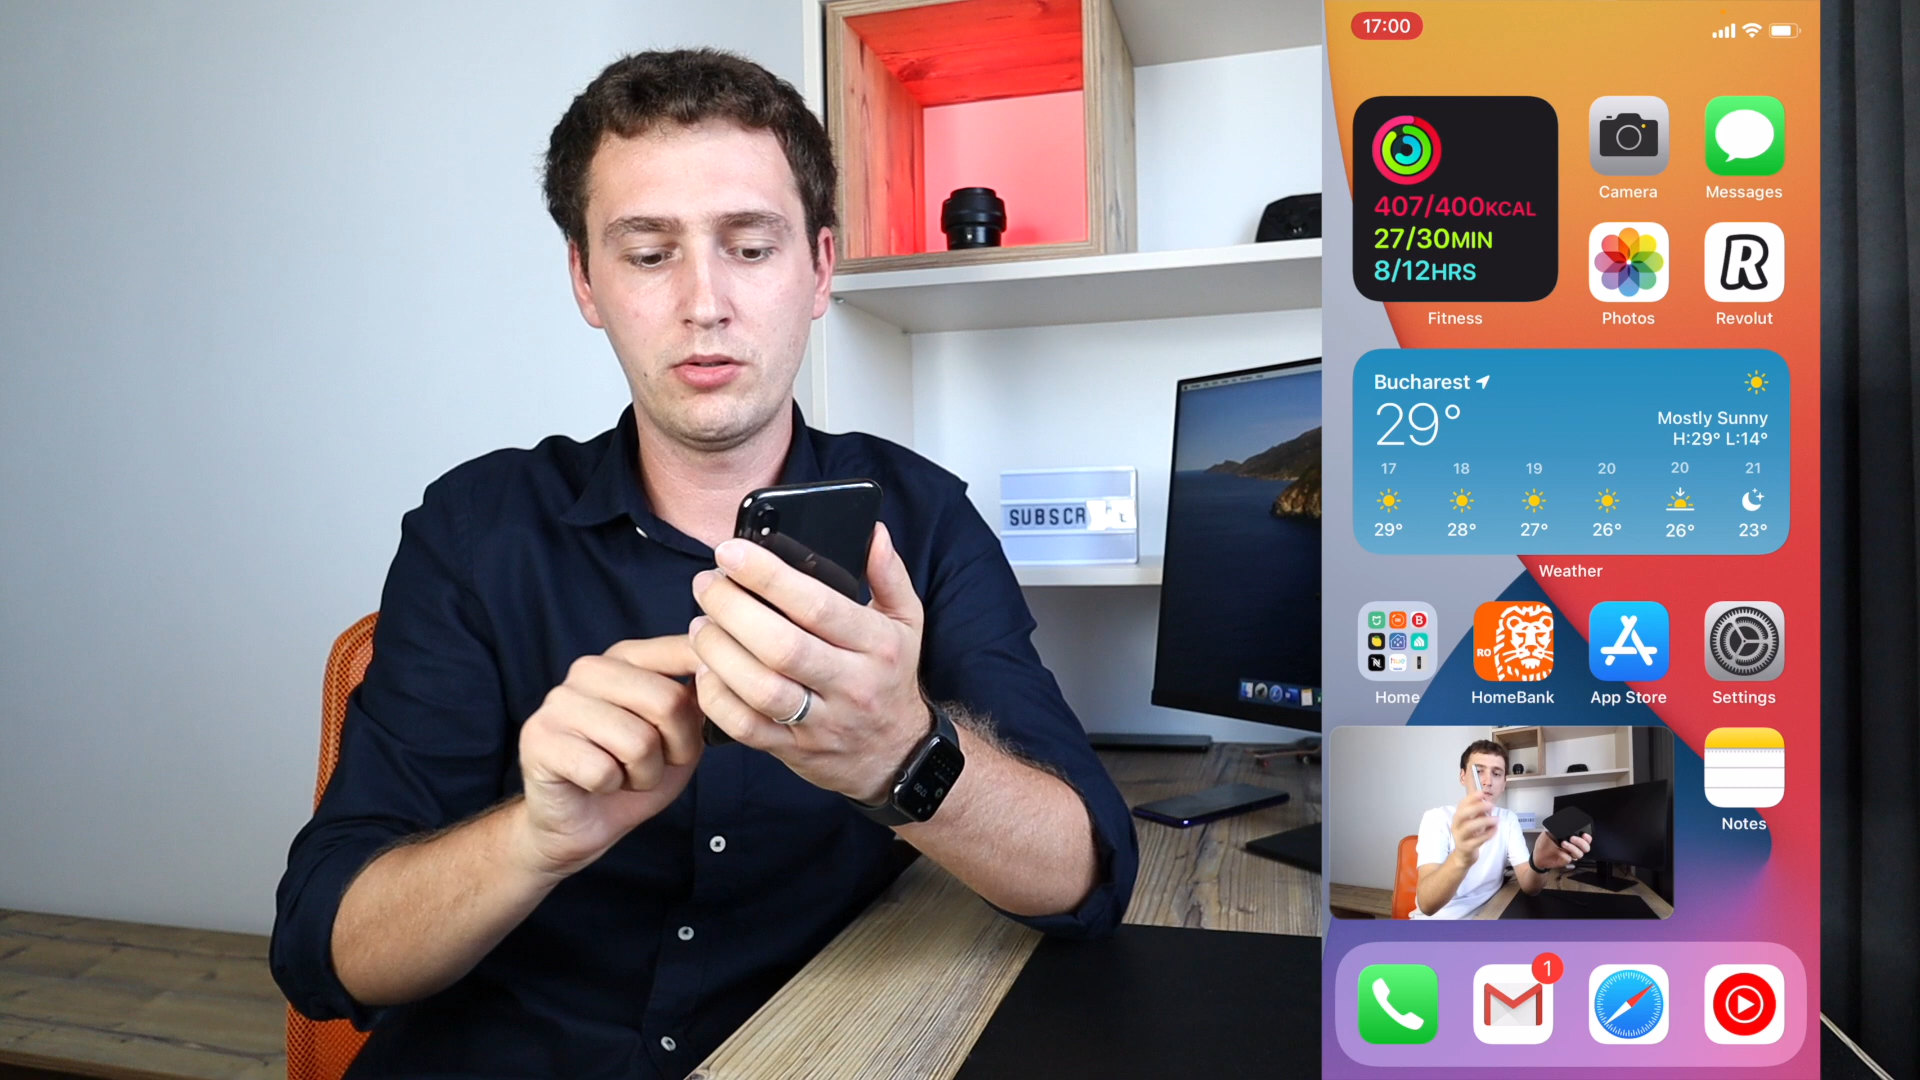 SUBSCR
17:00
407/400KCAL
27/30MIN
8/12HRS
Fitness
Camera
Messages
Photos
R
Revolut
Bucharest
29°
Mostly Sunny
H:29° L:14°
17 18 19 20 20 21
29° 28° 27° 26° 26° 23°
Weather
B
hue
Home
RO
HomeBank
App Store
Settings
Notes
1